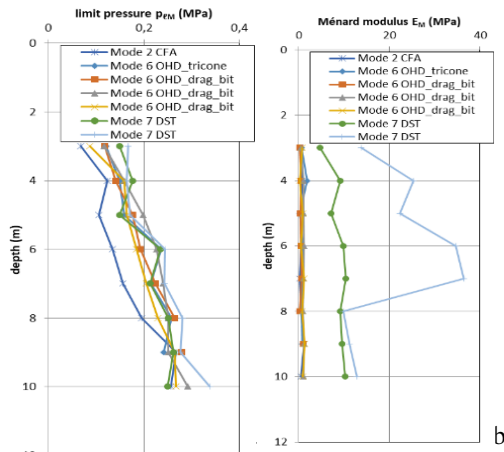 limit pressure pLM (MPa)
0 0,2 0,4
0
Mode 2 CFA
Mode 6 OHD_tricone
Mode 6 OHD_drag_bit
Mode 6 OHD_drag_bit
Mode 6 OHD_drag_bit
Mode 7 DST
Mode 7 DST
2
4
6
8
10
depth (m)
Ménard modulus EM (MPa)
0 20 40
0
Mode 2 CFA
Mode 6 OHD_tricone
Mode 6 OHD_drag_bit
Mode 6 OHD_drag_bit
Mode 6 OHD_drag_bit
Mode 7 DST
Mode 7 DST
2
4
6
8
10
12
depth (m)
b